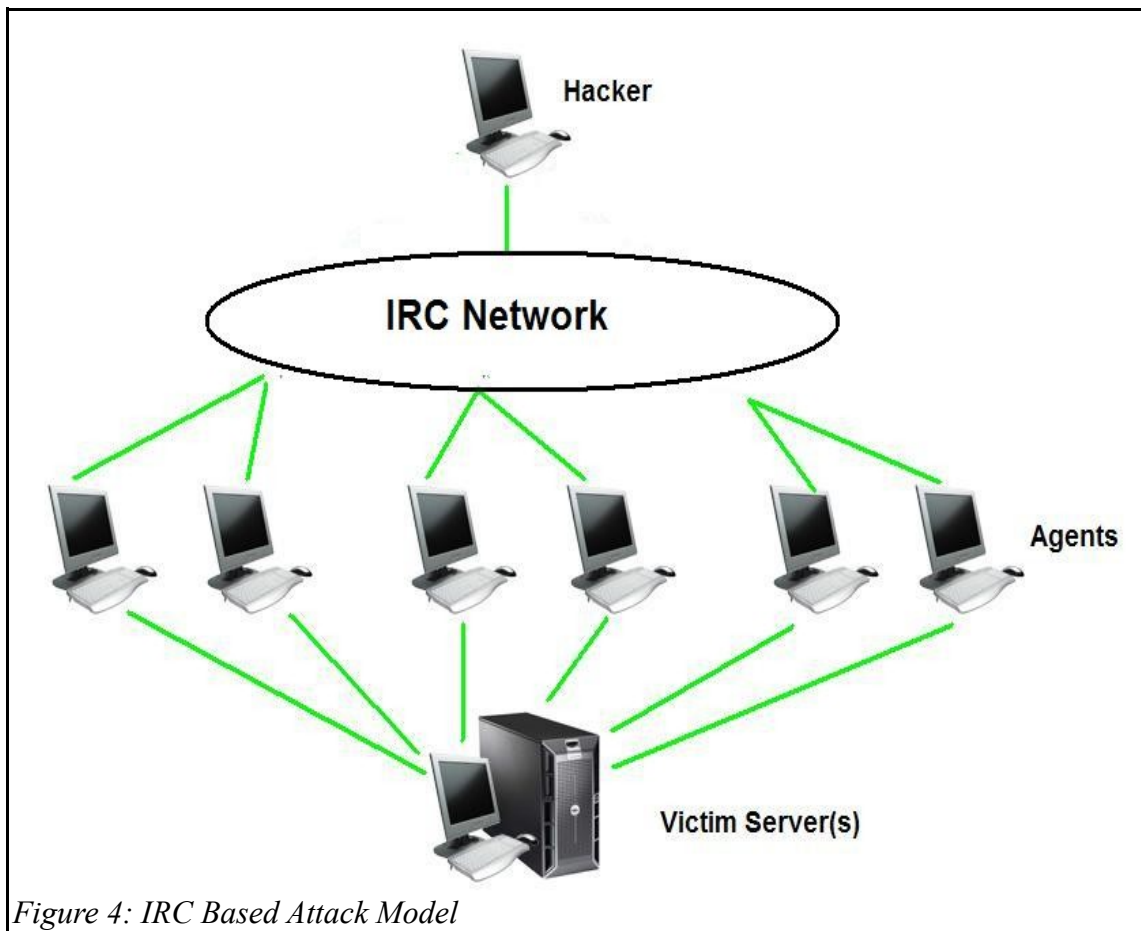 Hacker
IRC Network
Agents
Victim Server(s)
Figure 4: IRC Based Attack Model